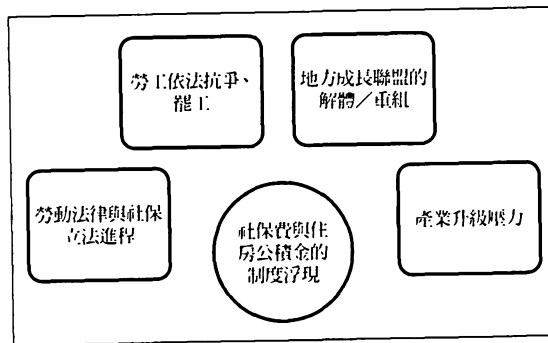 勞工依法抗爭、
罷工
地方成長聯盟的
解體／重組
勞動法律與社保
立法進程
社保費與住
房公積金的
制度浮現
產業升級壓力